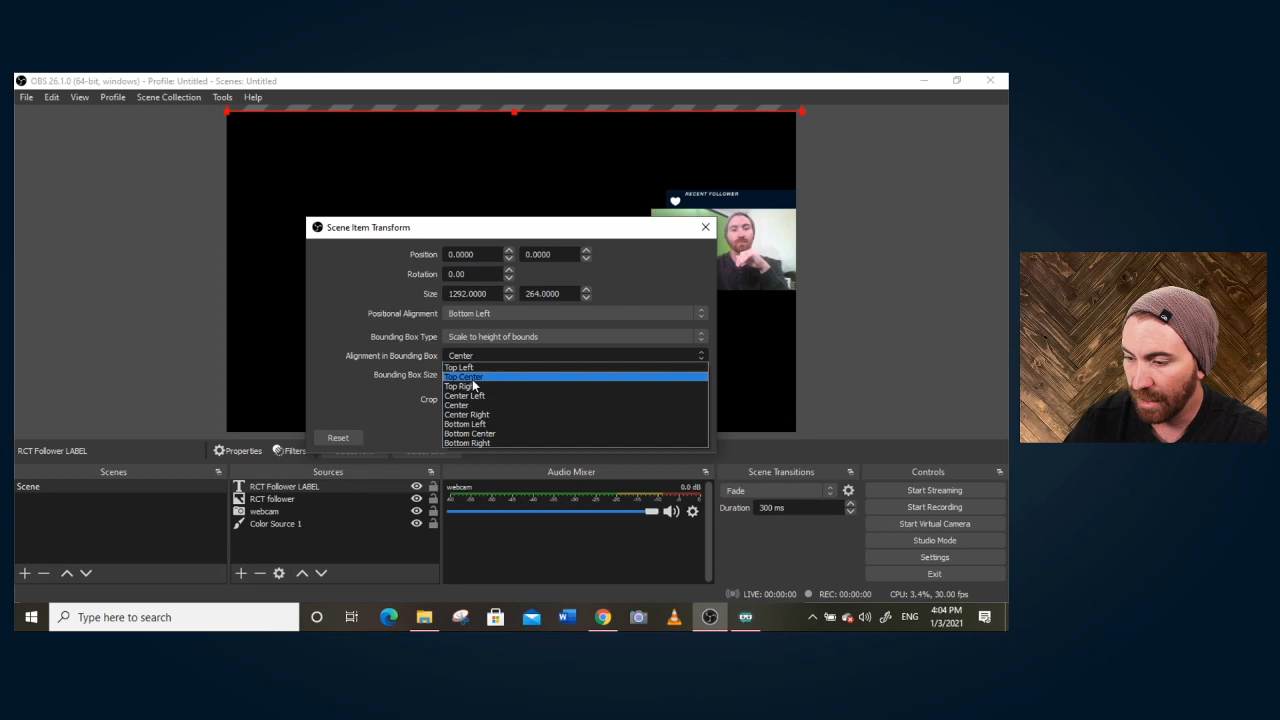 OBS 26.1.0 (64-bit, windows) - Profile: Untitled - Scenes: Untitled
File Edit View Profile Scene Collection Tools Help
RECENT FOLLOWER
Scene Item Transform
Position 0.0000 0.0000
Rotation 0.00
Size 1292.0000 264.0000
Positional Alignment Bottom Left
Bounding Box Type Scale to height of bounds
Alignment in Bounding Box Center
Top Left
Bounding Box Size Top Center
Top Right
Crop Center Left
Center
Center Right
Bottom Left
Reset Bottom Center
Bottom Right
RCT Follower LABEL Properties Filters
Scenes Sources Audio Mixer Scene Transitions Controls
Scene RCT Follower LABEL webcam 0.0 dB Fade Start Streaming
RCT follower Duration 300 ms Start Recording
webcam Start Virtual Camera
Color Source 1 Studio Mode
Settings
Exit
LIVE: 00:00:00 REC: 00:00:00 CPU: 3.4%, 30.00 fps
Type here to search ENG 4:04 PM
1/3/2021